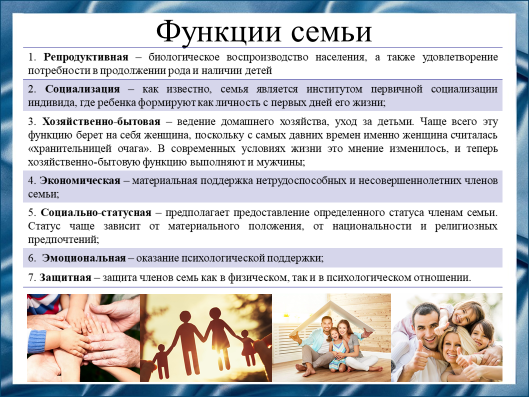 Функции семьи
1. Репродуктивная – биологическое воспроизводство населения, а также удовлетворение
потребности в продолжении рода и наличии детей
2. Социализация – как известно, семья является институтом первичной социализации
индивида, где ребенка формируют как личность с первых дней его жизни;
3. Хозяйственно-бытовая – ведение домашнего хозяйства, уход за детьми. Чаще всего эту
функцию берет на себя женщина, поскольку с самых давних времен именно женщина считалась
«хранительницей очага». В современных условиях жизни это мнение изменилось, и теперь
хозяйственно-бытовую функцию выполняют и мужчины;
4. Экономическая – материальная поддержка нетрудоспособных и несовершеннолетних членов
семьи;
5. Социально-статусная – предполагает предоставление определенного статуса членам семьи.
Статус чаще зависит от материального положения, от национальности и религиозных
предпочтений;
6. Эмоциональная – оказание психологической поддержки;
7. Защитная – защита членов семь как в физическом, так и в психологическом отношении.